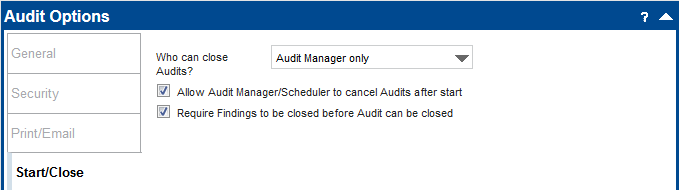 Audit Options ?
General
Security
Print/Email
Start/Close
Who can close
Audits?
Audit Manager only
Allow Audit Manager/Scheduler to cancel Audits after start
Require Findings to be closed before Audit can be closed